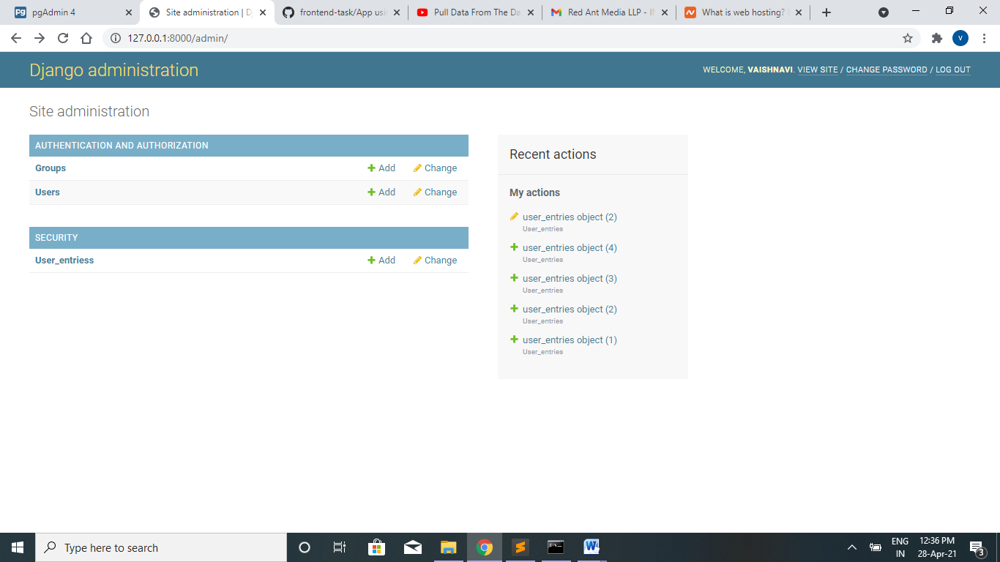 pgAdmin 4
Site administration | Dj
frontend-task/App usi
Pull Data From The Da
Red Ant Media LLP - I
What is web hosting?
127.0.0.1:8000/admin/
V
Django administration
WELCOME, VAISHNAVI. VIEW SITE / CHANGE PASSWORD / LOG OUT
Site administration
AUTHENTICATION AND AUTHORIZATION
Groups Add Change
Users Add Change
SECURITY
User_entriess Add Change
Recent actions
My actions
user_entries object (2)
User_entries
user_entries object (4)
User_entries
user_entries object (3)
User_entries
user_entries object (2)
User_entries
user_entries object (1)
User_entries
Type here to search
ENG
IN
12:36 PM
28-Apr-21
3